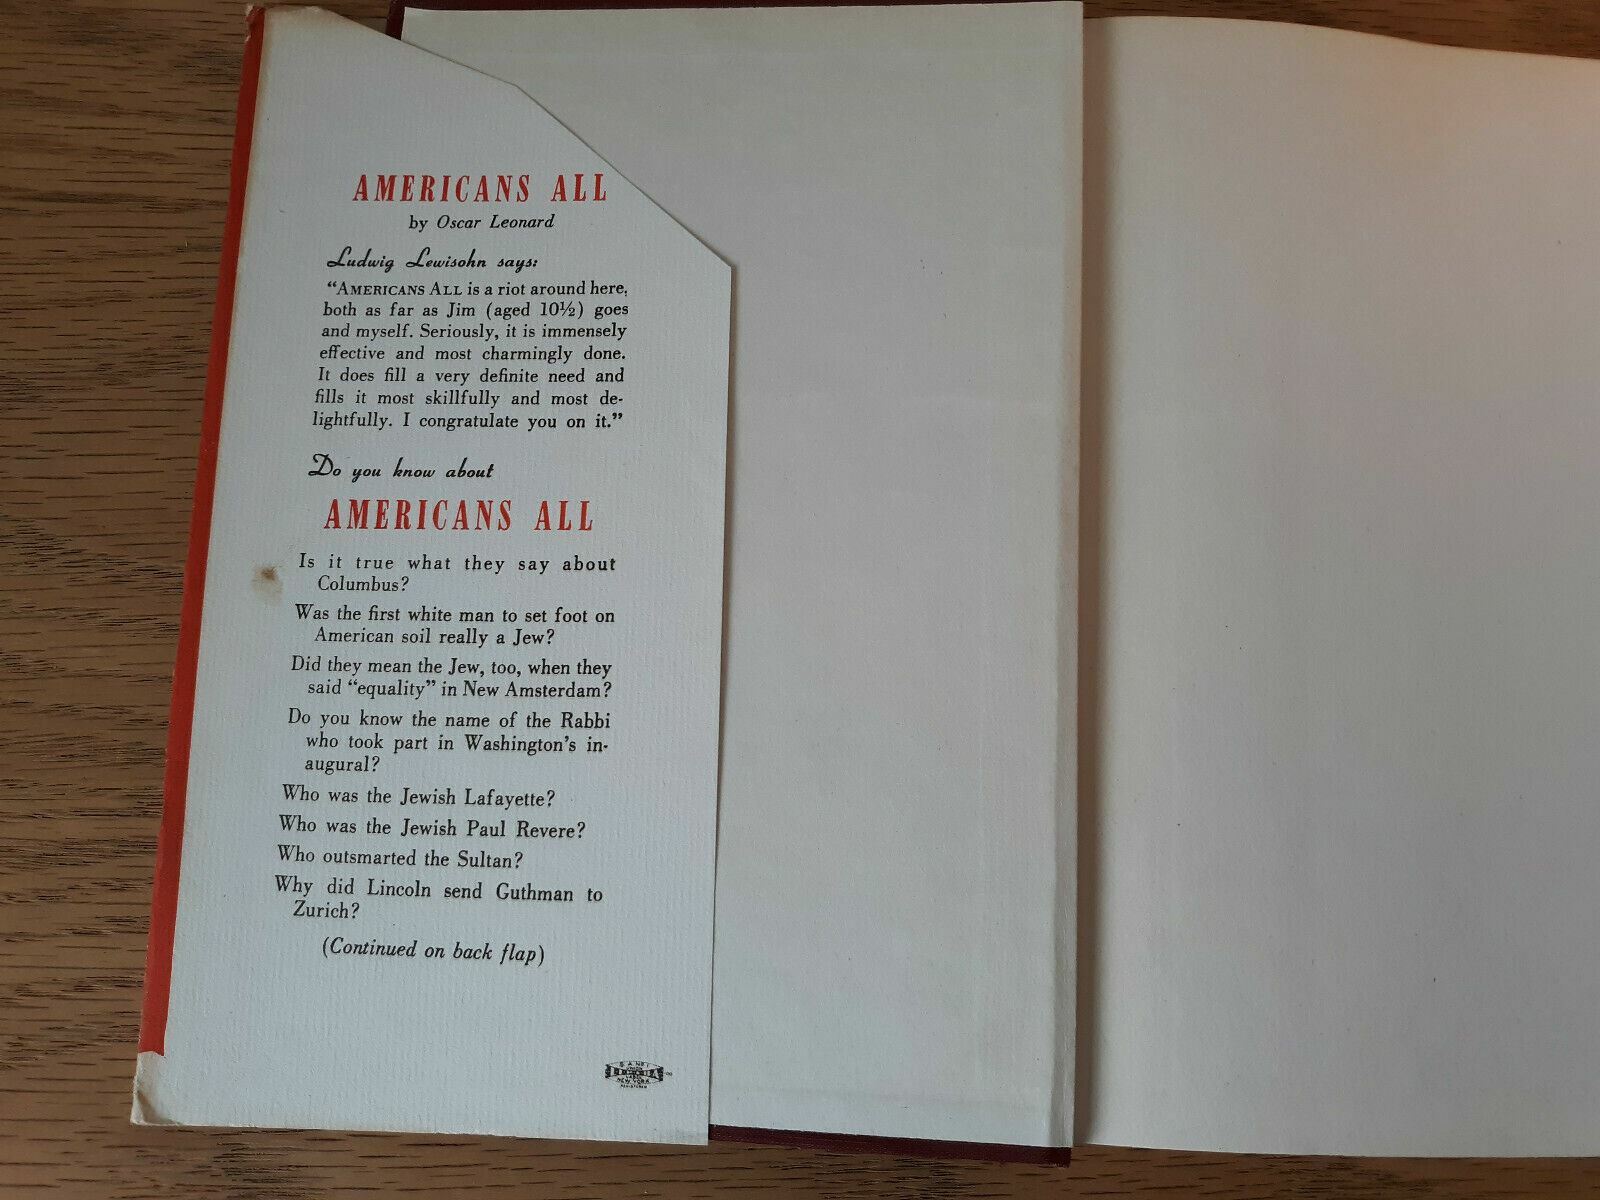 AMERICANS ALL
by Oscar Leonard
Ludwig Lewisohn says:
"AMERICANS ALL is a riot around here,
both as far as Jim (aged 10½) goes
and myself. Seriously, it is immensely
effective and most charmingly done.
It does fill a very definite need and
fills it most skillfully and most de-
lightfully. I congratulate you on it."
Do you know about
AMERICANS ALL
Is it true what they say about
Columbus?
Was the first white man to set foot on
American soil really a Jew?
Did they mean the Jew, too, when they
said "equality" in New Amsterdam?
Do you know the name of the Rabbi
who took part in Washington's in-
augural?
Who was the Jewish Lafayette?
Who was the Jewish Paul Revere?
Who outsmarted the Sultan?
Why did Lincoln send Guthman to
Zurich?
(Continued on back flap)
LABEL
NEW YORK